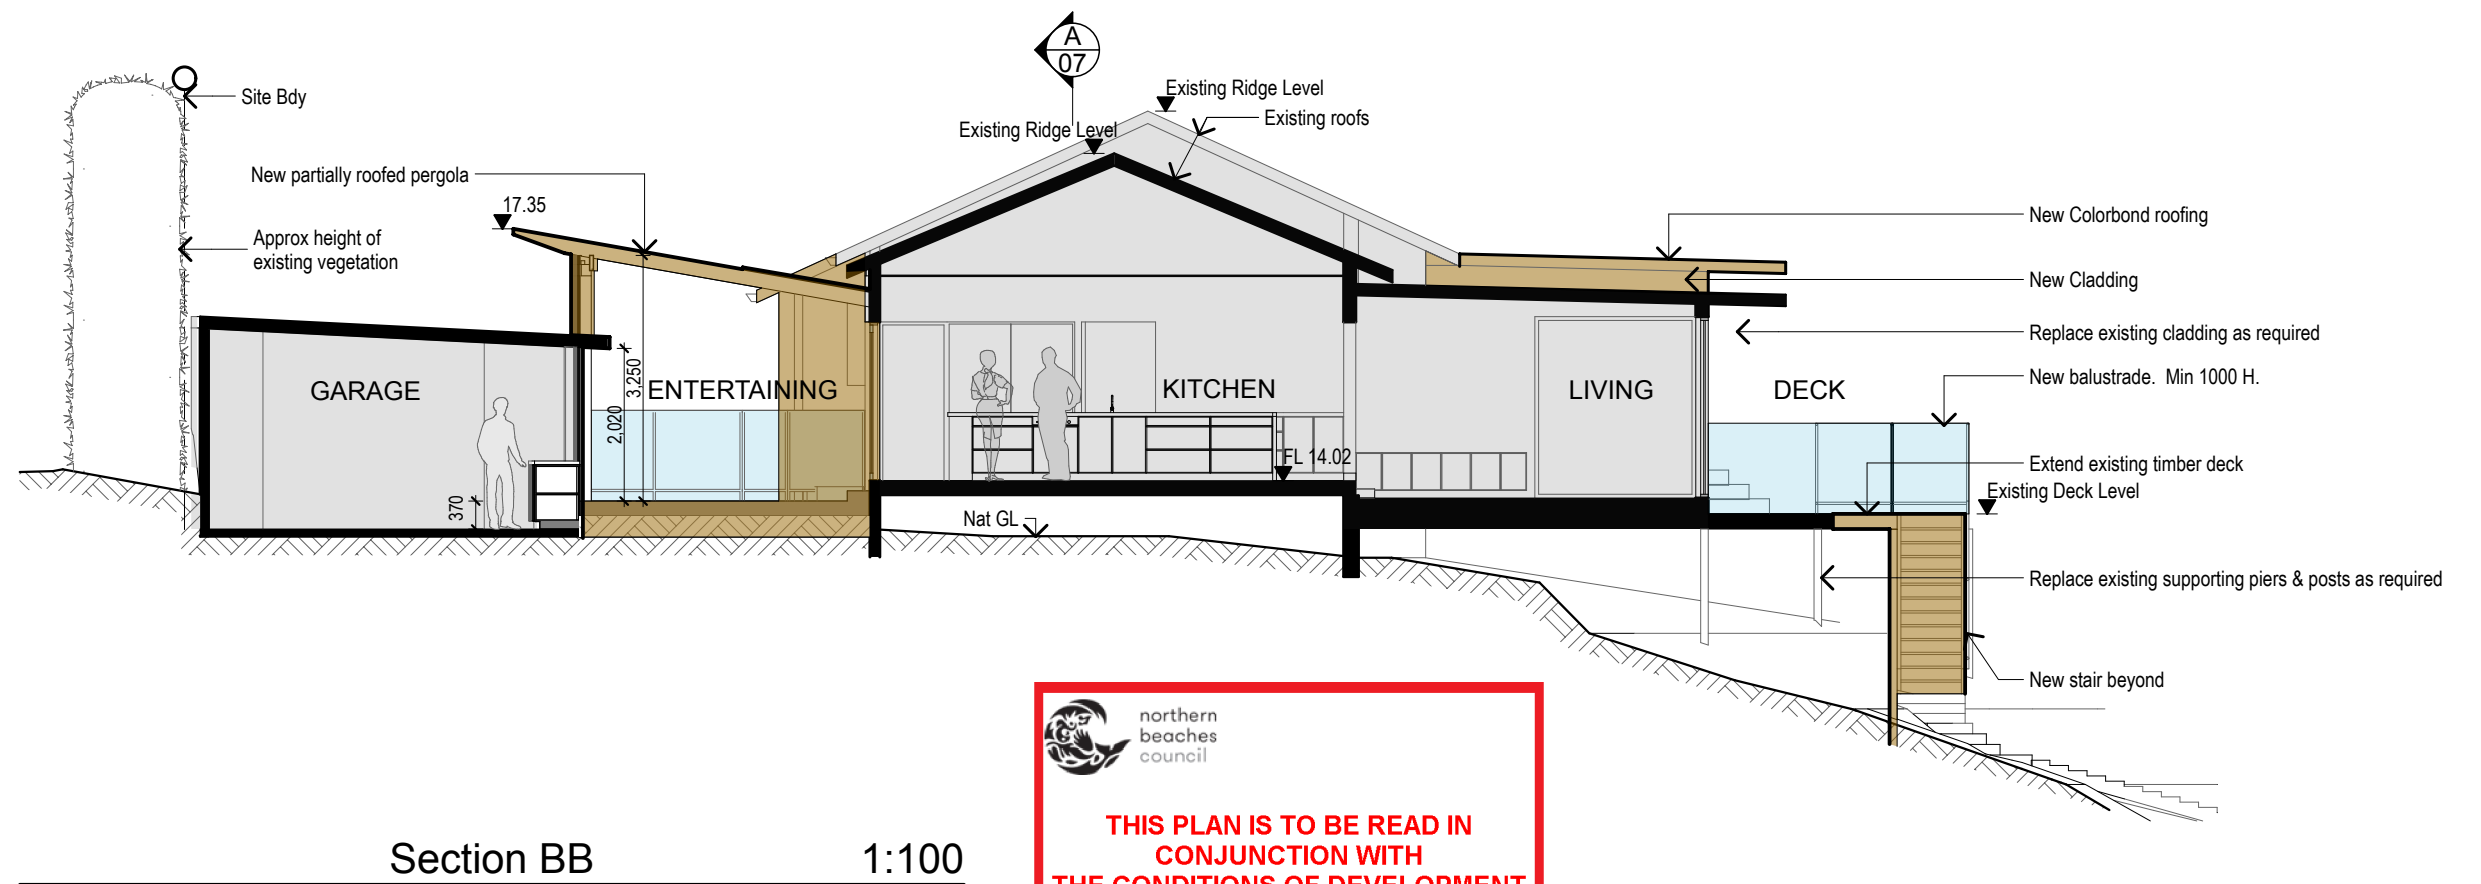 A
07
Existing Ridge Level
Site Bdy
Existing roofs
Existing Ridge Level
New partially roofed pergola
17.35
New Colorbond roofing
Approx height of
existing vegetation
New Cladding
Replace existing cladding as required
3,250
New balustrade.  Min 1000 H.
GARAGE
ENTERTAINING
KITCHEN
LIVING
DECK
2,020
FL 14.02
Extend existing timber deck
Existing Deck Level
370
Nat GL
Replace existing supporting piers & posts as required
New stair beyond
northern
beaches
council
THIS PLAN IS TO BE READ IN
CONJUNCTION WITH
THE CONDITIONS OF DEVELOPMENT
Section BB
1:100